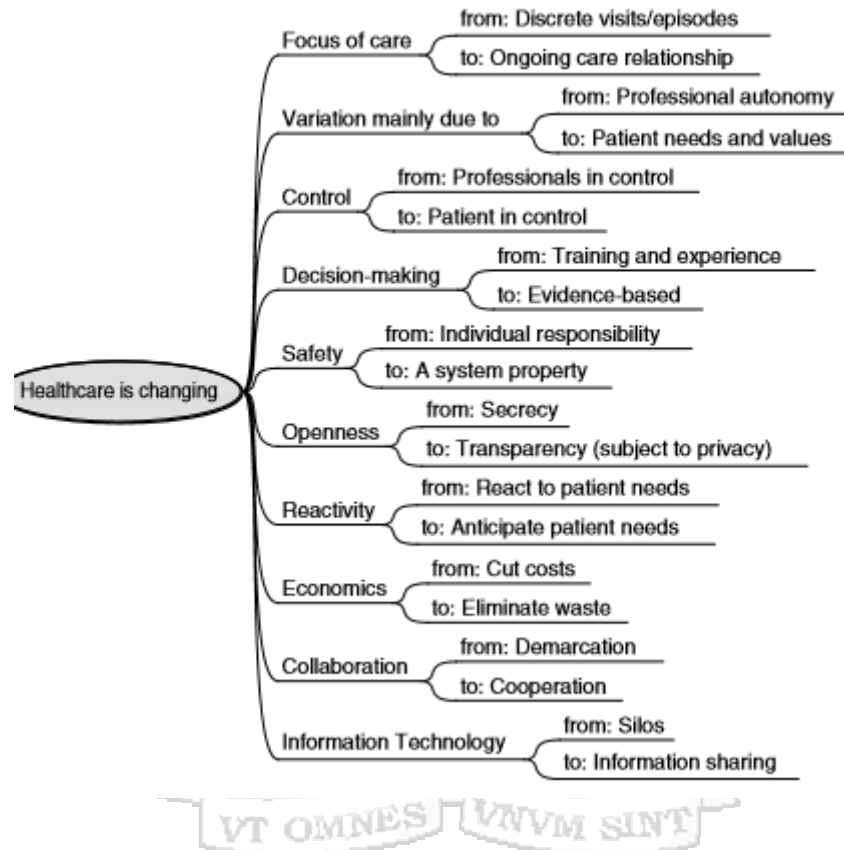 from: Discrete visits/episodes
Focus of care
to: Ongoing care relationship
from: Professional autonomy
Variation mainly due to
to: Patient needs and values
from: Professionals in control
Control
to: Patient in control
from: Training and experience
Decision-making
to: Evidence-based
from: Individual responsibility
Safety
to: A system property
Healthcare is changing
from: Secrecy
Openness
to: Transparency (subject to privacy)
from: React to patient needs
Reactivity
to: Anticipate patient needs
from: Cut costs
Economics
to: Eliminate waste
from: Demarcation
Collaboration
to: Cooperation
from: Silos
Information Technology
to: Information sharing
VT OMNES VNVM SINT